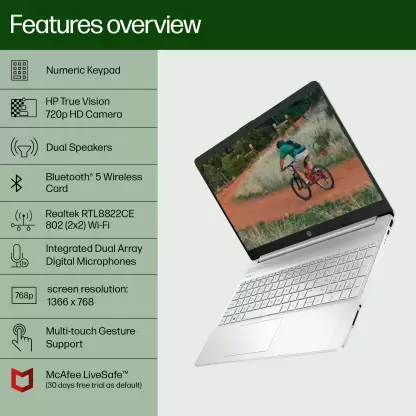 Features overview
Numeric Keypad
HP True Vision
720p HD Camera
Dual Speakers
Bluetooth® 5 Wireless
Card
Realtek RTL8822CE
802 (2x2) Wi-Fi
Integrated Dual Array
Digital Microphones
768p
screen resolution:
1366 x 768
Multi-touch Gesture
Support
McAfee LiveSafe™
(30 days free trial as default)